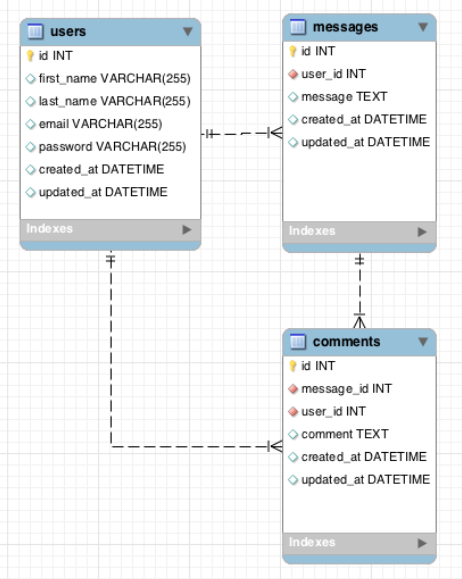 users
id INT
first_name VARCHAR(255)
last_name VARCHAR(255)
email VARCHAR(255)
password VARCHAR(255)
created_at DATETIME
updated_at DATETIME
Indexes
messages
id INT
user_id INT
message TEXT
created_at DATETIME
updated_at DATETIME
Indexes
comments
id INT
message_id INT
user_id INT
comment TEXT
created_at DATETIME
updated_at DATETIME
Indexes